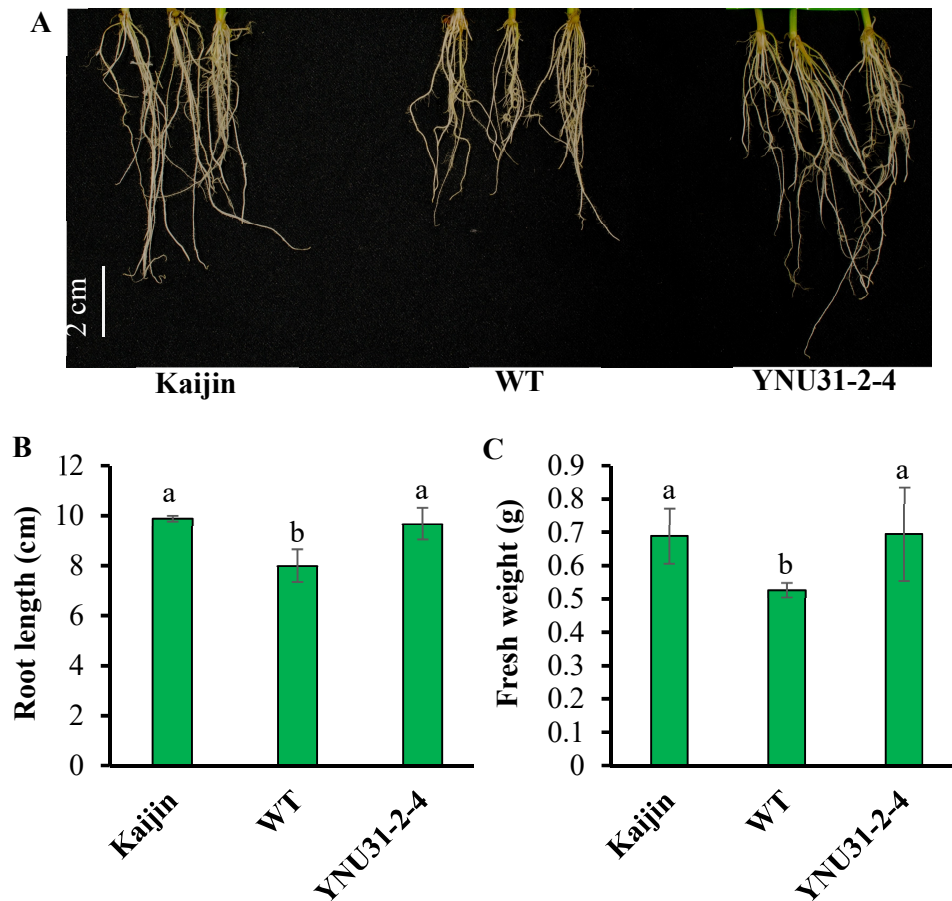 A
2 cm
Kaijin WT YNU31-2-4
B
12
10
8
6
4
2
0
Root length (cm)
a
b
a
Kaijin
WT
YNU31-2-4
C
0.9
0.8
0.7
0.6
0.5
0.4
0.3
0.2
0.1
0
Fresh weight (g)
a
b
a
Kaijin
WT
YNU31-2-4